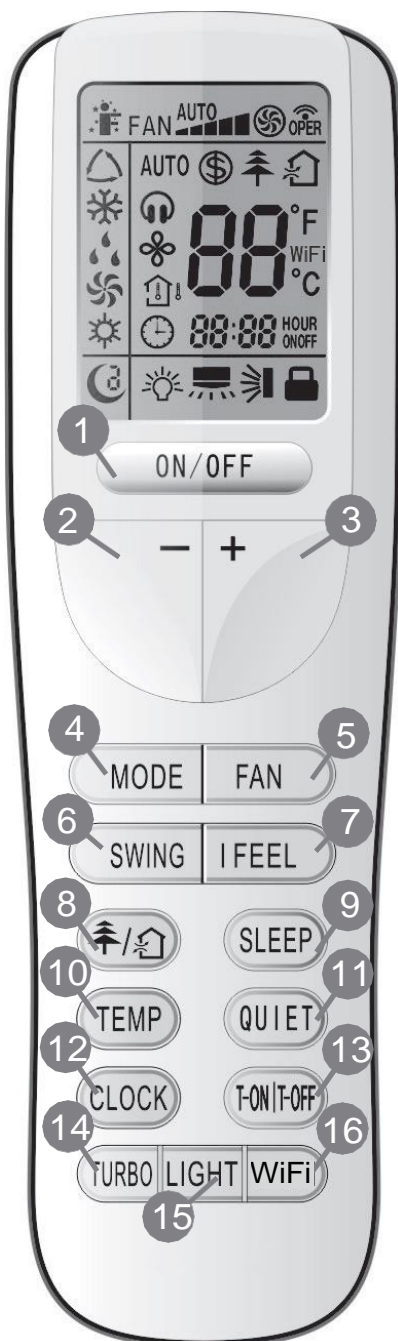 FAN AUTO OPER
AUTO $
88 °F
WiFi
°C
88:88 HOUR
ON OFF
1
ON/OFF
2 − + 3
4 5
MODE FAN
6 7
SWING I FEEL
8 9
/ SLEEP
10 11
TEMP QUIET
12 13
CLOCK T-ON|T-OFF
14 16
TURBO LIGHT WiFi
15